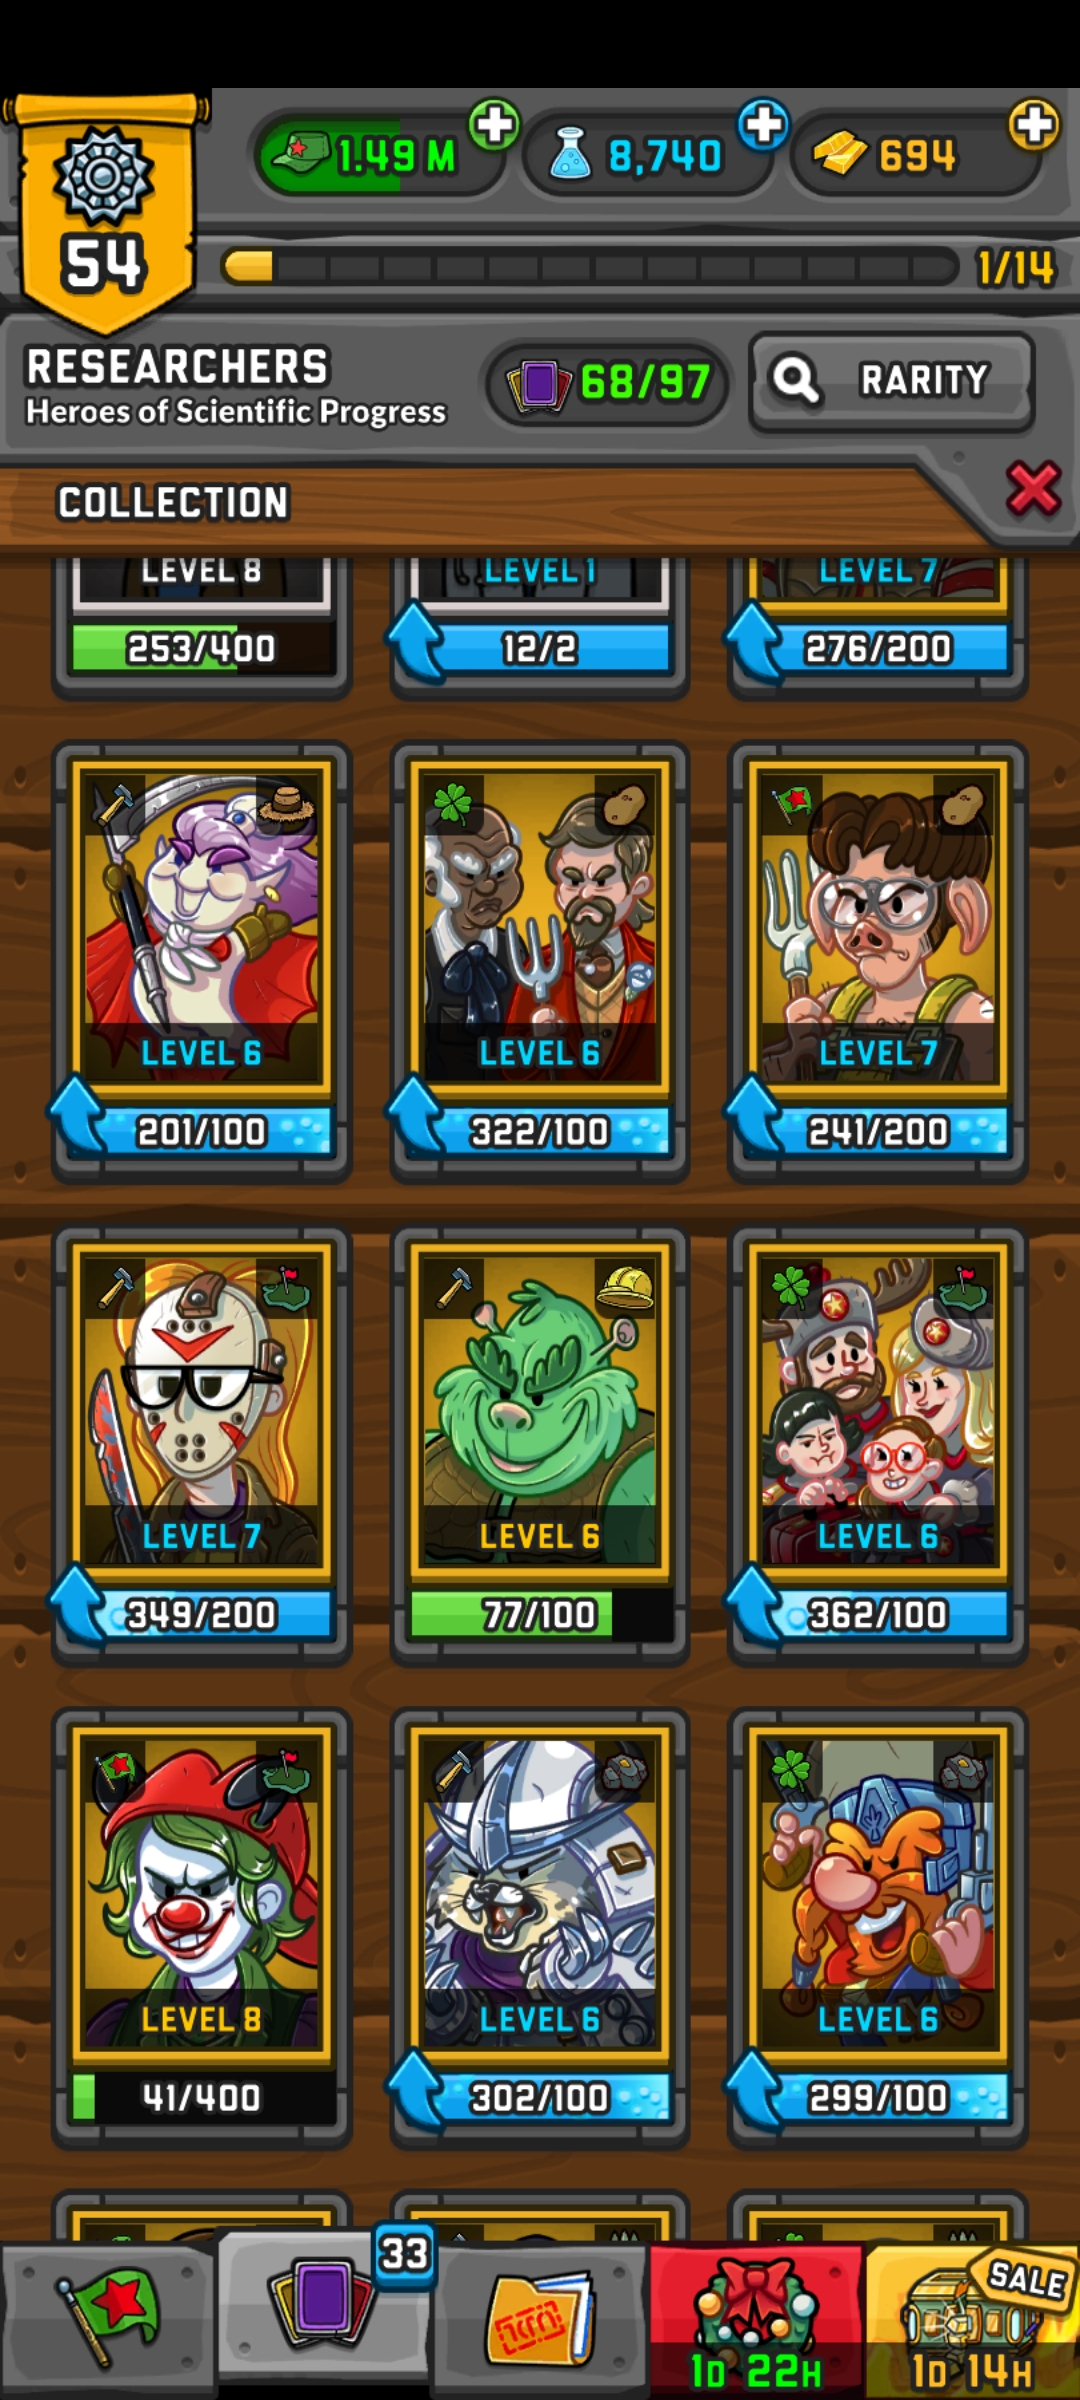 1.49 M
8,740
694
54
1/14
RESEARCHERS
Heroes of Scientific Progress
68/97
RARITY
COLLECTION
LEVEL 8
LEVEL 1
LEVEL 7
253/400
12/2
276/200
LEVEL 6
LEVEL 6
LEVEL 7
201/100
322/100
241/200
LEVEL 7
LEVEL 6
LEVEL 6
349/200
77/100
362/100
LEVEL 8
LEVEL 6
LEVEL 6
41/400
302/100
299/100
33
SALE
1D 22H
1D 14H